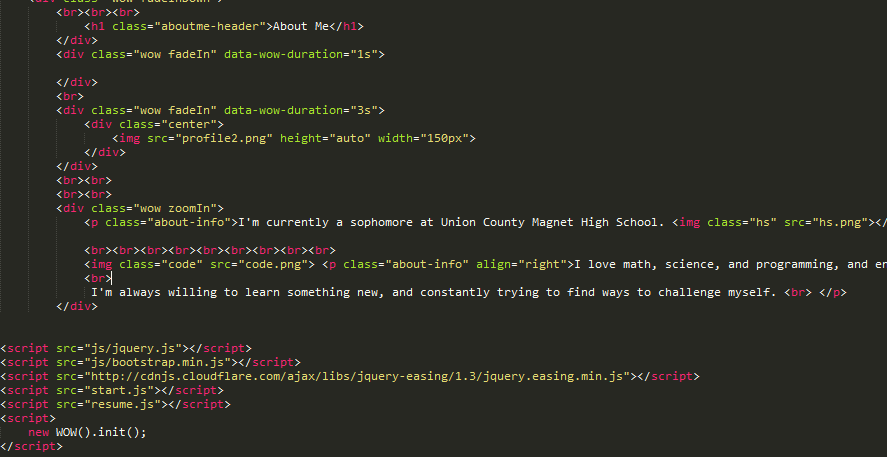 <div class="wow fadeInDown">
<br><br><br>
<h1 class="aboutme-header">About Me</h1>
</div>
<div class="wow fadeIn" data-wow-duration="1s">
</div>
<br>
<div class="wow fadeIn" data-wow-duration="3s">
<div class="center">
<img src="profile2.png" height="auto" width="150px">
</div>
</div>
<br><br>
<br><br>
<div class="wow zoomIn">
<p class="about-info">I'm currently a sophomore at Union County Magnet High School. <img class="hs" src="hs.png"></
<br><br><br><br><br><br><br><br><br>
<img class="code" src="code.png"> <p class="about-info" align="right">I love math, science, and programming, and en
<br>
I'm always willing to learn something new, and constantly trying to find ways to challenge myself. <br> </p>
</div>
<script src="js/jquery.js"></script>
<script src="js/bootstrap.min.js"></script>
<script src="http://cdnjs.cloudflare.com/ajax/libs/jquery-easing/1.3/jquery.easing.min.js"></script>
<script src="start.js"></script>
<script src="resume.js"></script>
<script>
new WOW().init();
</script>